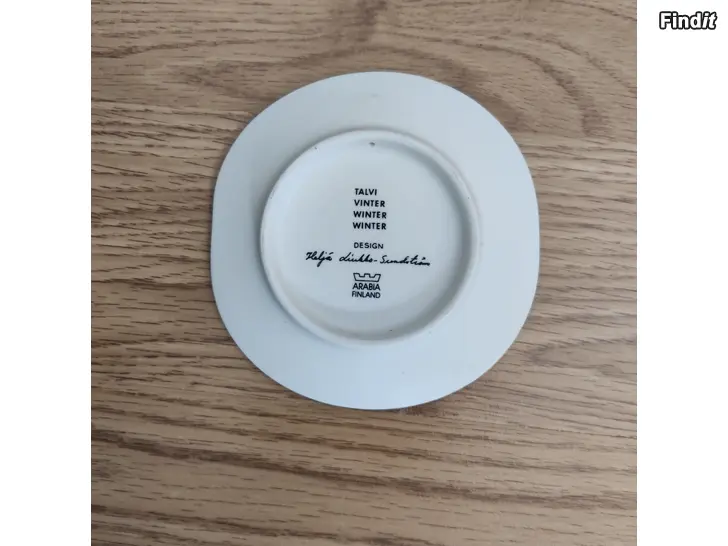 Findit
TALVI
VINTER
WINTER
WINTER
DESIGN
Heljä Liukko-Sundström
ARABIA
FINLAND